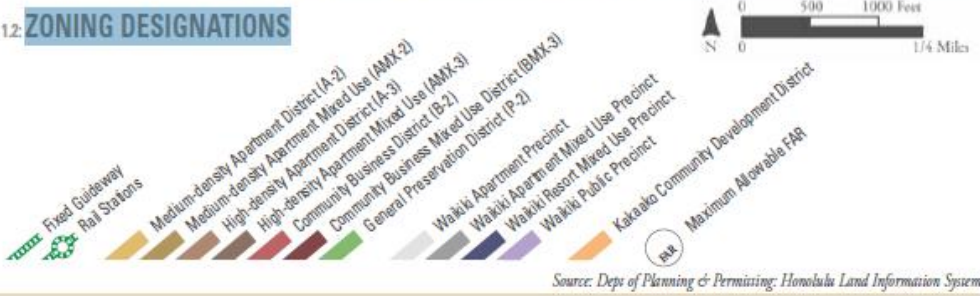 1.2: ZONING DESIGNATIONS
0 500 1000 Feet
N
0 1/4 Miles
Fixed Guideway
Rail Stations
Medium-density Apartment District (A-2)
Medium-density Apartment Mixed Use (AMX-2)
High-density Apartment District (A-3)
High-density Apartment Mixed Use (AMX-3)
Community Business District (B-2)
Community Business Mixed Use District (BMX-3)
General Preservation District (P-2)
Waikiki Apartment Precinct
Waikiki Apartment Mixed Use Precinct
Waikiki Resort Mixed Use Precinct
Waikiki Public Precinct
Kakaako Community Development District
FAR
Maximum Allowable FAR
Source: Dept of Planning & Permitting: Honolulu Land Information System